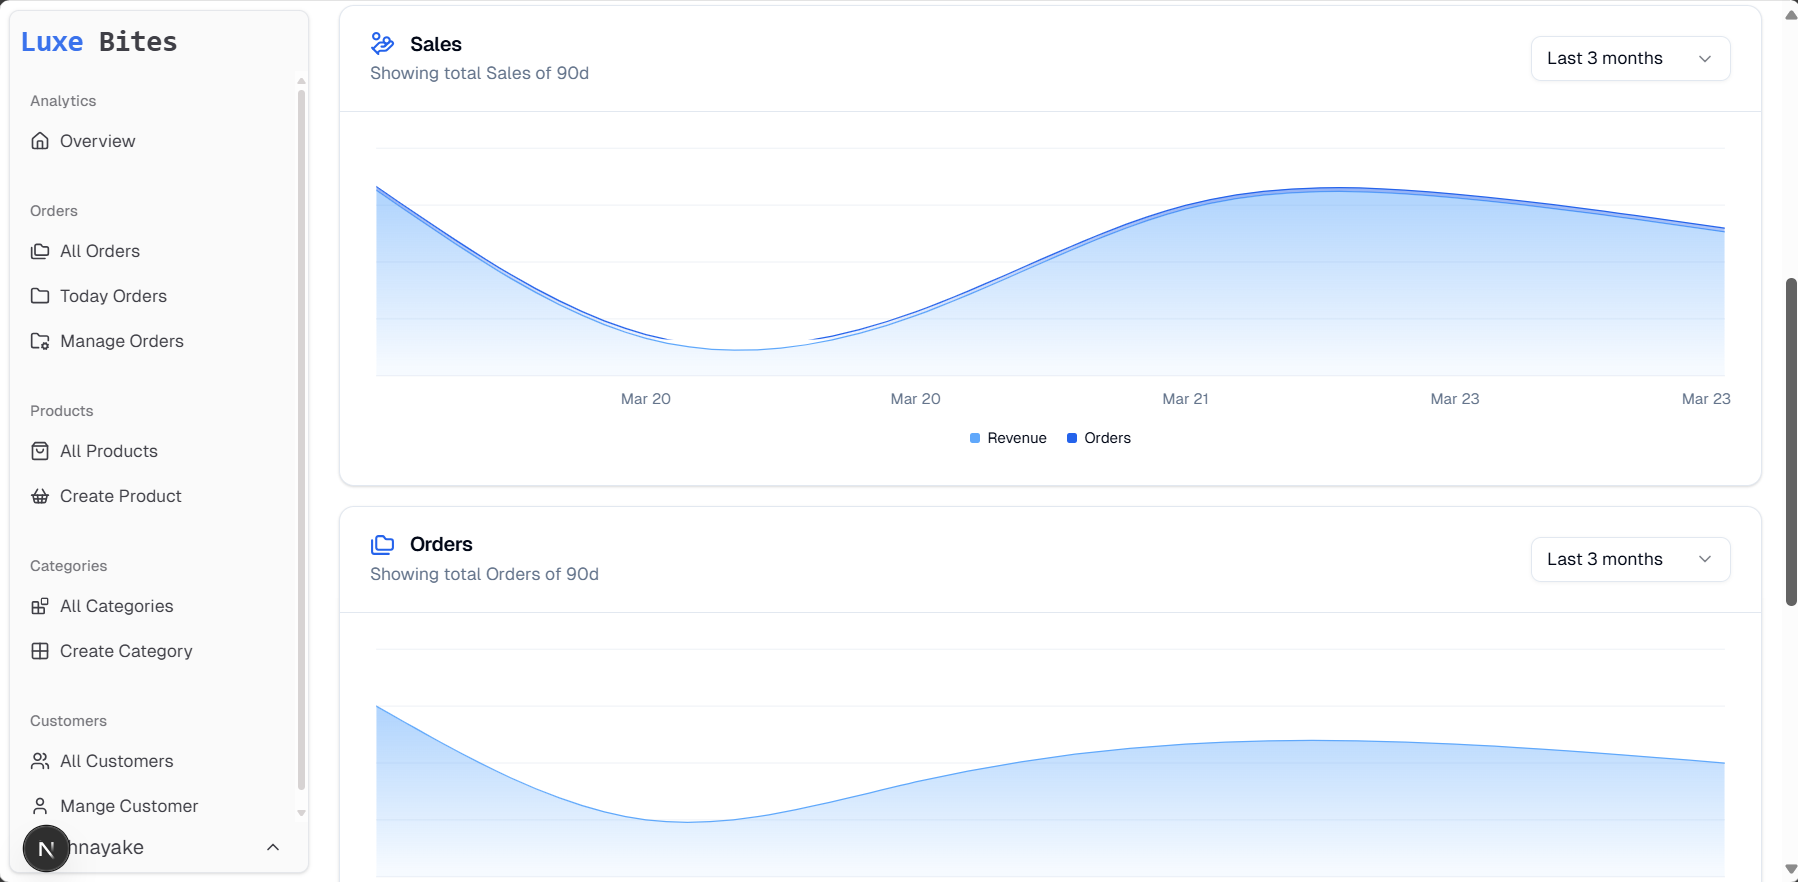 Luxe Bites
Analytics
Overview
Orders
All Orders
Today Orders
Manage Orders
Products
All Products
Create Product
Categories
All Categories
Create Category
Customers
All Customers
Mange Customer
N
hnayake
Sales
Showing total Sales of 90d
Last 3 months
Mar 20 Mar 20 Mar 21 Mar 23 Mar 23
Revenue Orders
Orders
Showing total Orders of 90d
Last 3 months